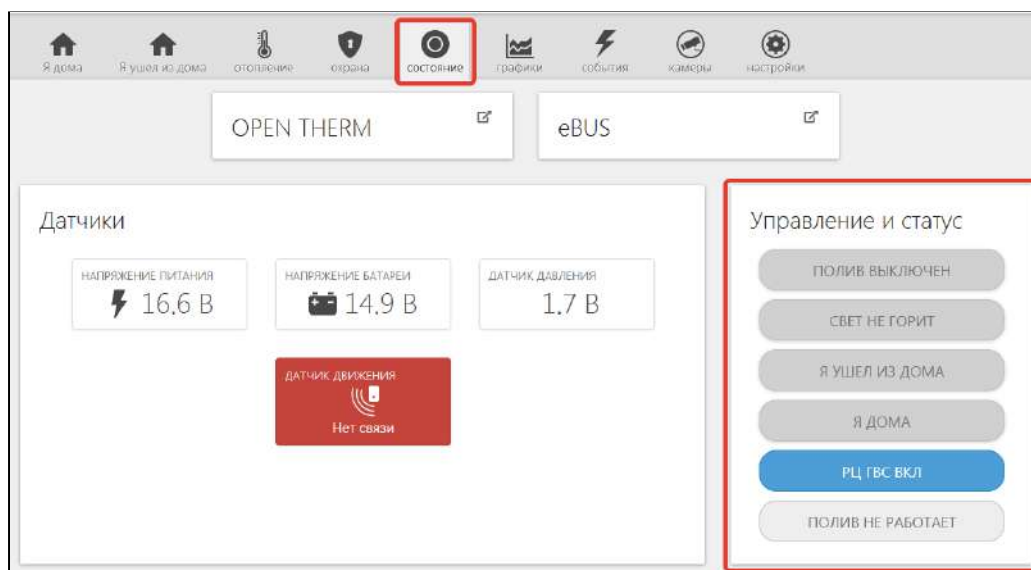 Я дома
Я ушел из дома
отопление
охрана
состояние
графики
события
камеры
настройки
OPEN THERM
eBUS
Датчики
НАПРЯЖЕНИЕ ПИТАНИЯ
16,6 В
НАПРЯЖЕНИЕ БАТАРЕИ
14,9 В
ДАТЧИК ДАВЛЕНИЯ
1,7 В
ДАТЧИК ДВИЖЕНИЯ
Нет связи
Управление и статус
ПОЛИВ ВЫКЛЮЧЕН
СВЕТ НЕ ГОРИТ
Я УШЕЛ ИЗ ДОМА
Я ДОМА
РЦ ГВС ВКЛ
ПОЛИВ НЕ РАБОТАЕТ